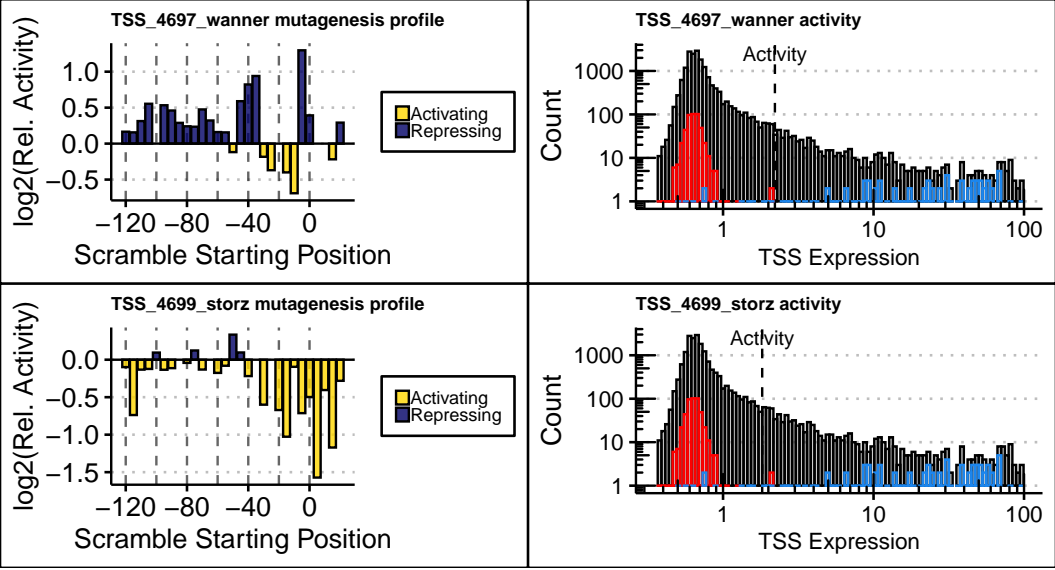 TSS_4697_wanner mutagenesis profile
log2(Rel. Activity)
1.0
0.5
0.0
−0.5
−120 −80 −40 0
Scramble Starting Position
Activating
Repressing
TSS_4697_wanner activity
Activity
Count
1000
100
10
1
1 10 100
TSS Expression
TSS_4699_storz mutagenesis profile
log2(Rel. Activity)
0.0
−0.5
−1.0
−1.5
−120 −80 −40 0
Scramble Starting Position
Activating
Repressing
TSS_4699_storz activity
Activity
Count
1000
100
10
1
1 10 100
TSS Expression